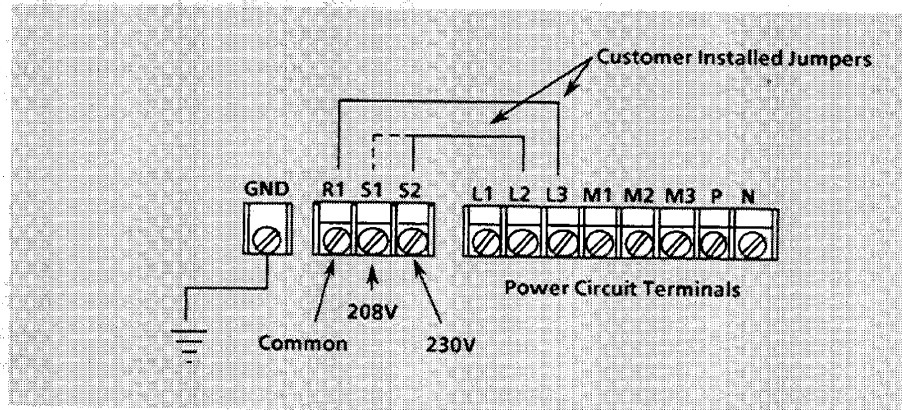 Customer Installed Jumpers
GND R1 S1 S2 L1 L2 L3 M1 M2 M3 P N
Power Circuit Terminals
208V
Common 230V